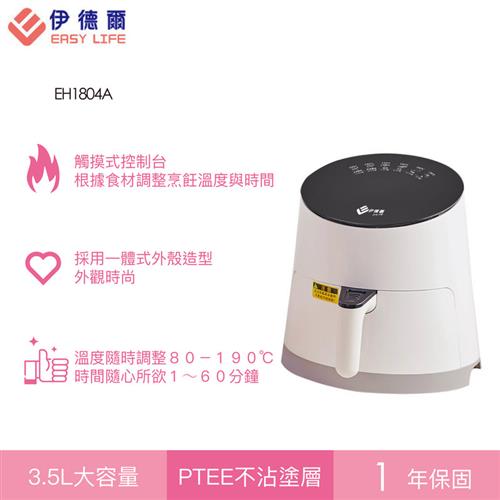 伊德爾
EASY LIFE
EH1804A
觸摸式控制台
根據食材調整烹飪溫度與時間
採用一體式外殼造型
外觀時尚
溫度隨時調整80－190℃
時間隨心所欲1～60分鐘
伊德爾
3.5L大容量
PTEE不沾塗層
1 年保固